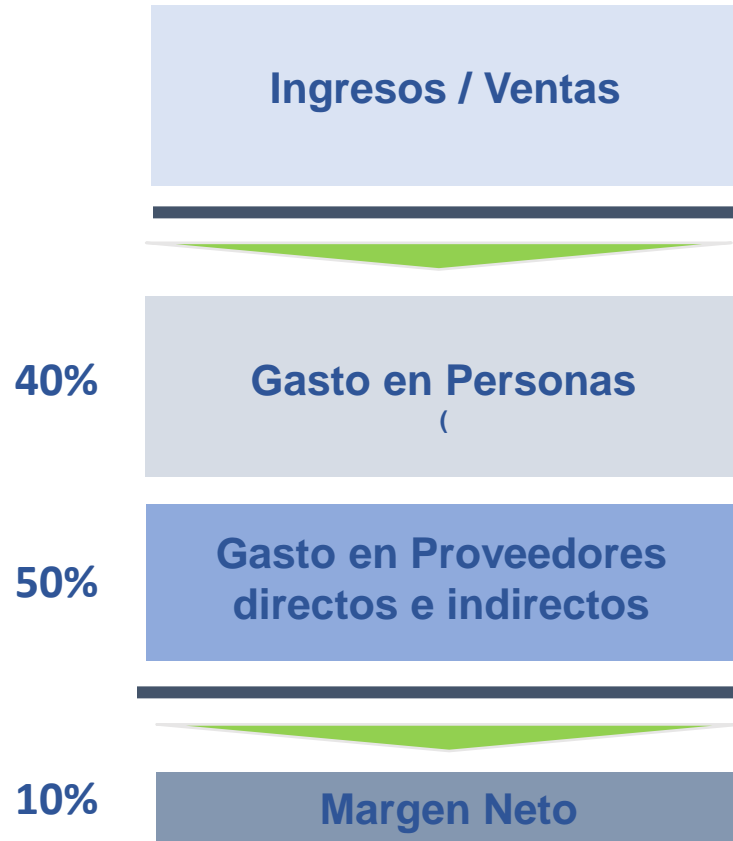 Ingresos / Ventas
40%
Gasto en Personas
(
50%
Gasto en Proveedores
directos e indirectos
10%
Margen Neto